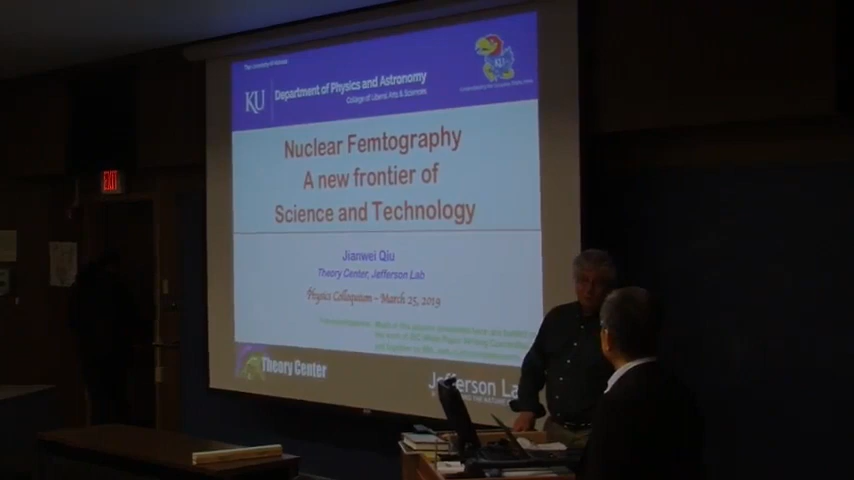 The University of Kansas
KU
Department of Physics and Astronomy
College of Liberal Arts & Sciences
KU
EXIT
Nuclear Femtography
A new frontier of
Science and Technology
Jianwei Qiu
Theory Center, Jefferson Lab
Physics Colloquium – March 25, 2019
Theory Center
Jefferson La